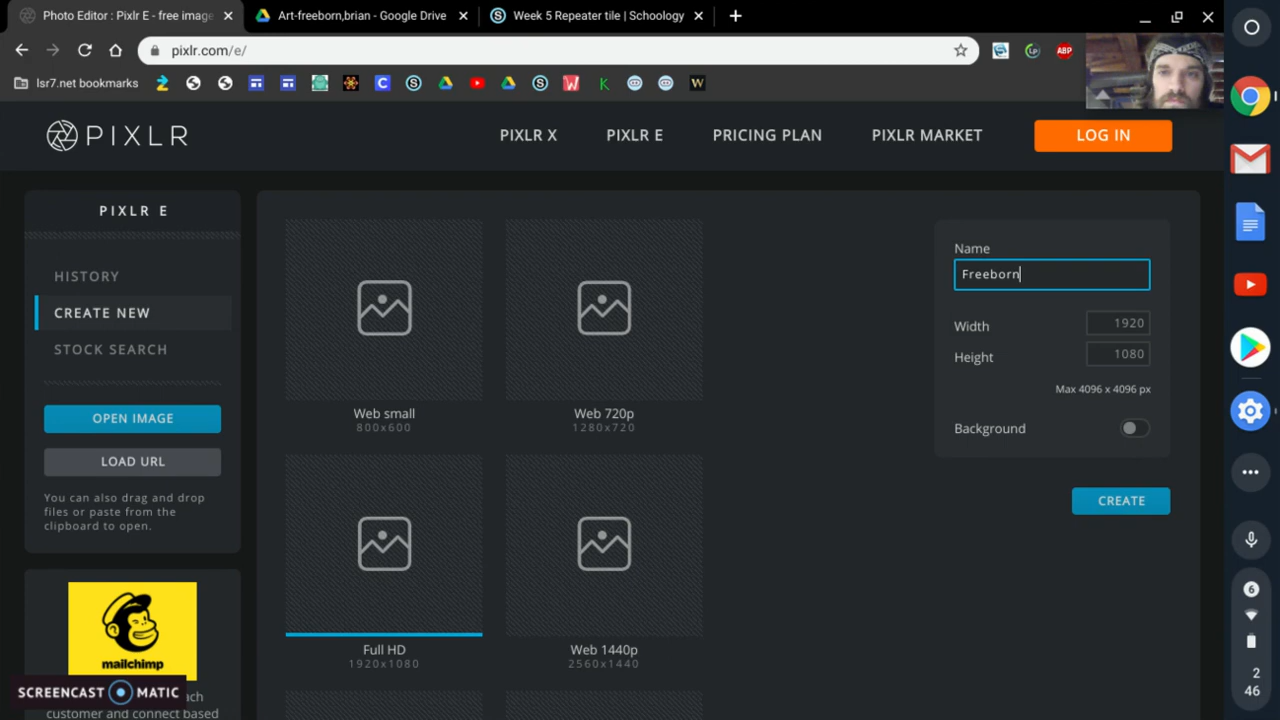 Photo Editor : Pixlr E - free image
Art-freeborn,brian - Google Drive
Week 5 Repeater tile | Schoology
pixlr.com/e/
ABP
lsr7.net bookmarks
PIXLR
PIXLR X
PIXLR E
PRICING PLAN
PIXLR MARKET
LOG IN
PIXLR E
HISTORY
CREATE NEW
STOCK SEARCH
OPEN IMAGE
LOAD URL
You can also drag and drop
files or paste from the
clipboard to open.
mailchimp
ach
customer and connect based
SCREENCAST MATIC
Web small
800x600
Web 720p
1280x720
Full HD
1920x1080
Web 1440p
2560x1440
Name
Freeborn
Width
1920
Height
1080
Max 4096 x 4096 px
Background
CREATE
6
2
46